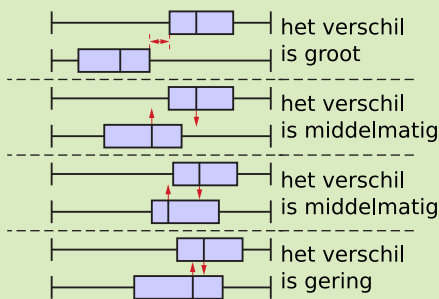 het verschil
is groot
het verschil
is middelmatig
het verschil
is middelmatig
het verschil
is gering